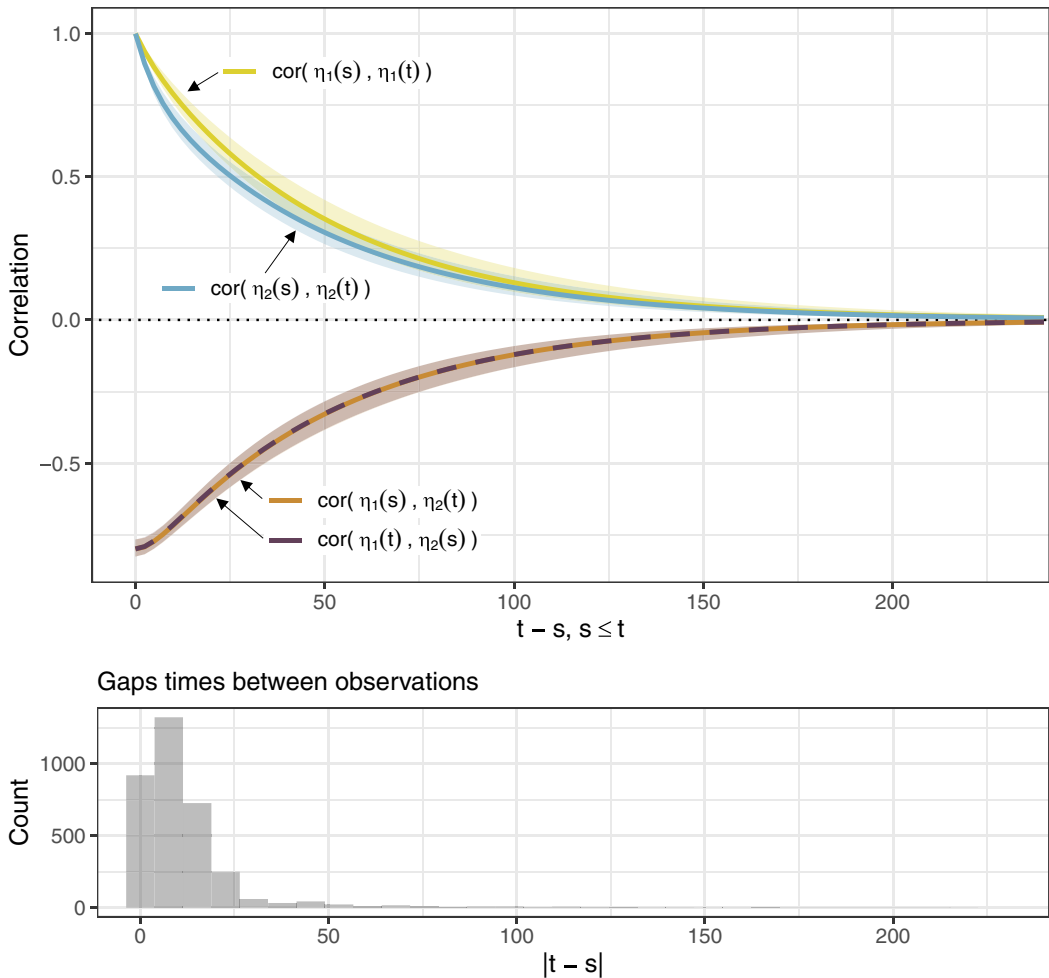 1.0
cor( η1(s) , η1(t) )
0.5
cor( η2(s) , η2(t) )
Correlation
0.0
−0.5
cor( η1(s) , η2(t) )
cor( η1(t) , η2(s) )
0 50 100 150 200
t − s, s ≤ t
Gaps times between observations
1000
Count
500
0
0 50 100 150 200
|t − s|